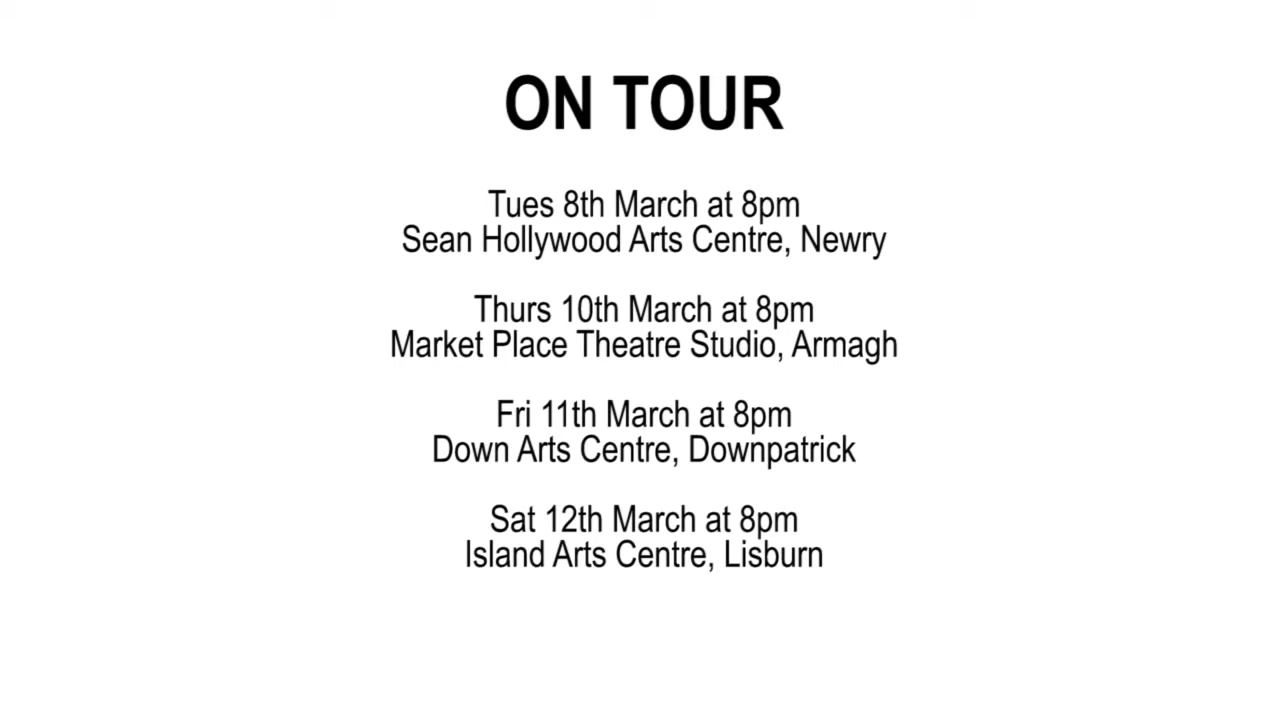 ON TOUR
Tues 8th March at 8pm
Sean Hollywood Arts Centre, Newry
Thurs 10th March at 8pm
Market Place Theatre Studio, Armagh
Fri 11th March at 8pm
Down Arts Centre, Downpatrick
Sat 12th March at 8pm
Island Arts Centre, Lisburn